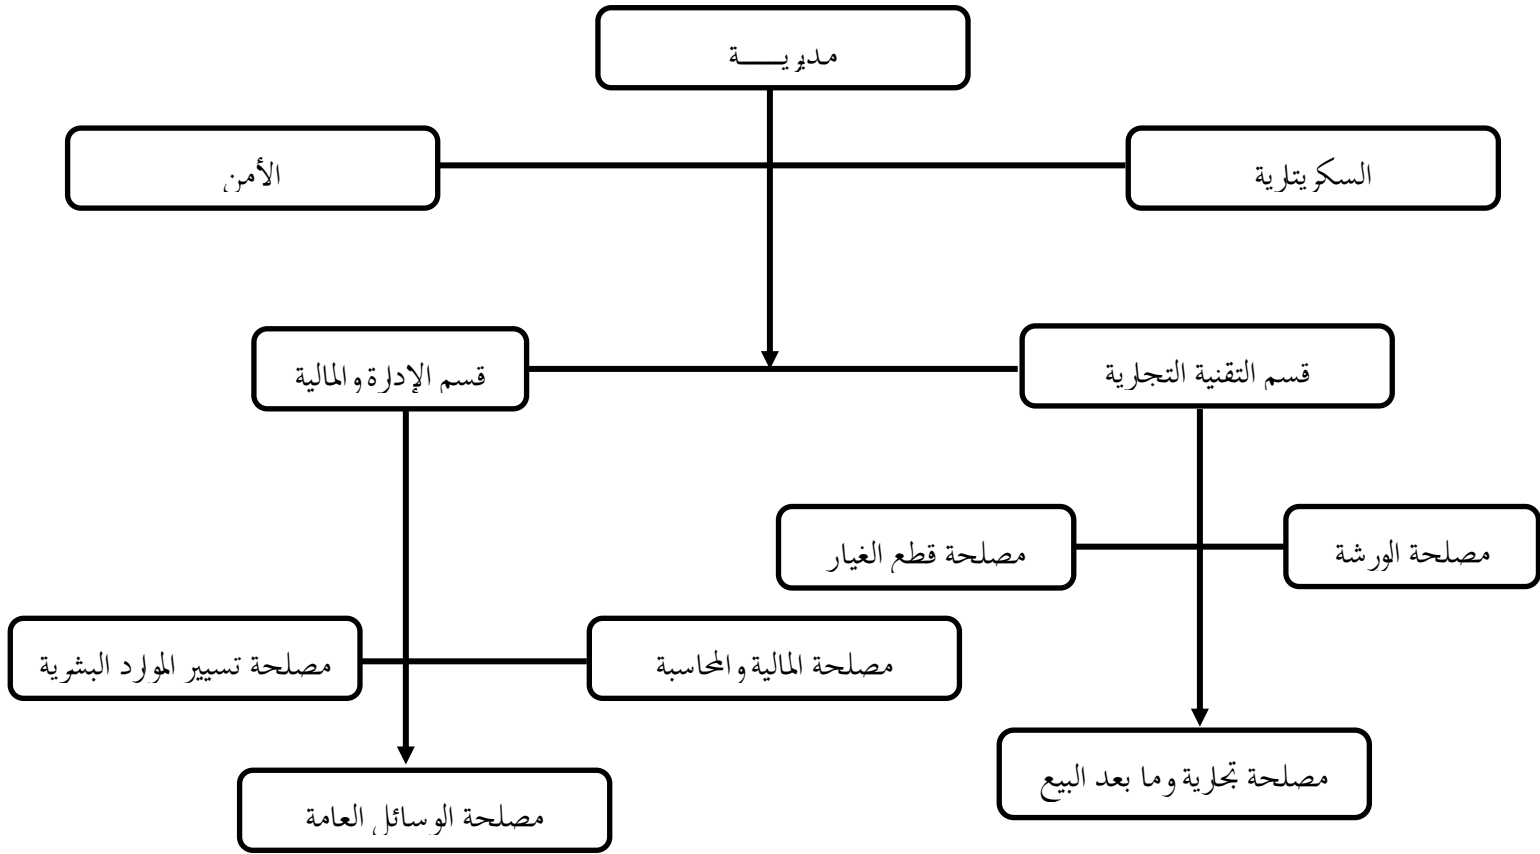 مديريـــــة
السكريتارية
الأمن
قسم التقنية التجارية
قسم الإدارة والمالية
مصلحة الورشة
مصلحة قطع الغيار
مصلحة المالية والمحاسبة
مصلحة تسيير الموارد البشرية
مصلحة تجارية وما بعد البيع
مصلحة الوسائل العامة